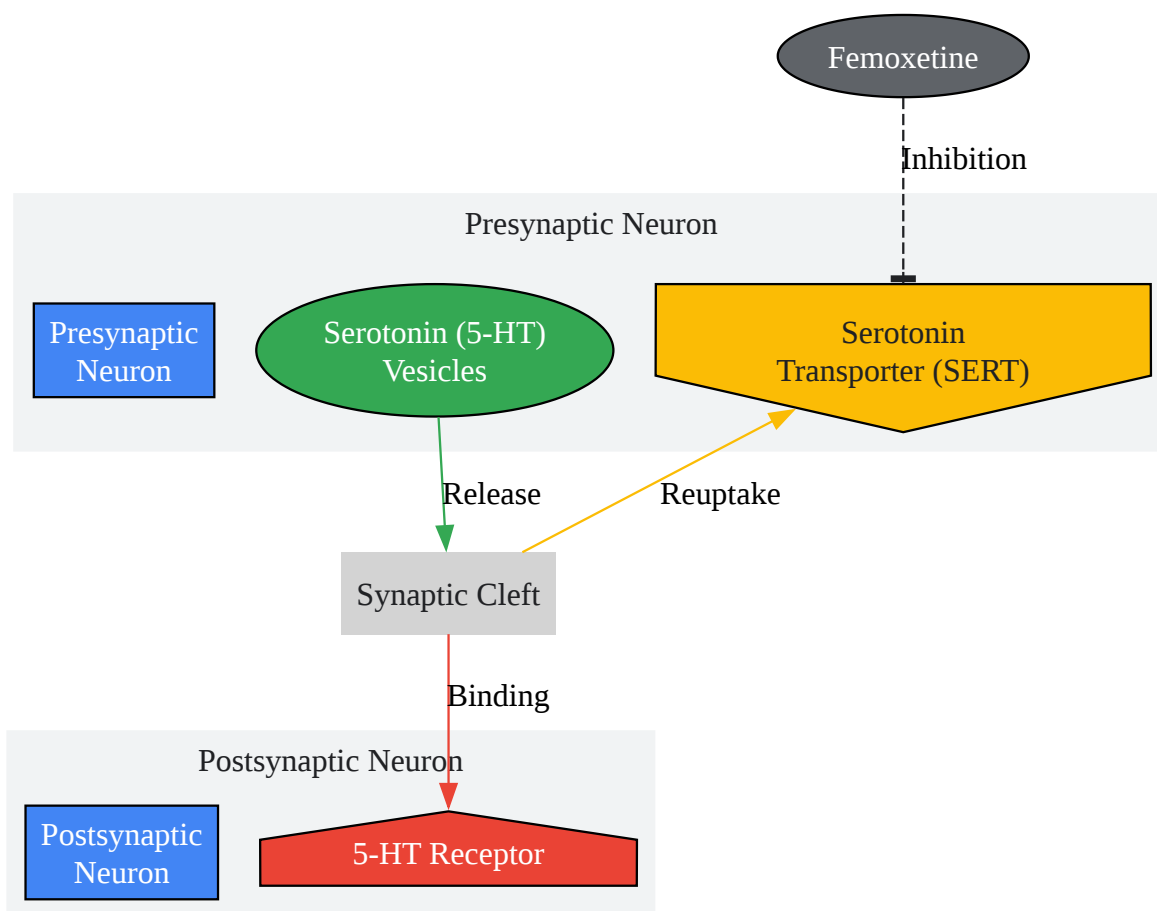 Femoxetine
Inhibition
Presynaptic Neuron
Presynaptic
Neuron
Serotonin (5-HT)
Vesicles
Serotonin
Transporter (SERT)
Release
Reuptake
Synaptic Cleft
Binding
Postsynaptic Neuron
Postsynaptic
Neuron
5-HT Receptor